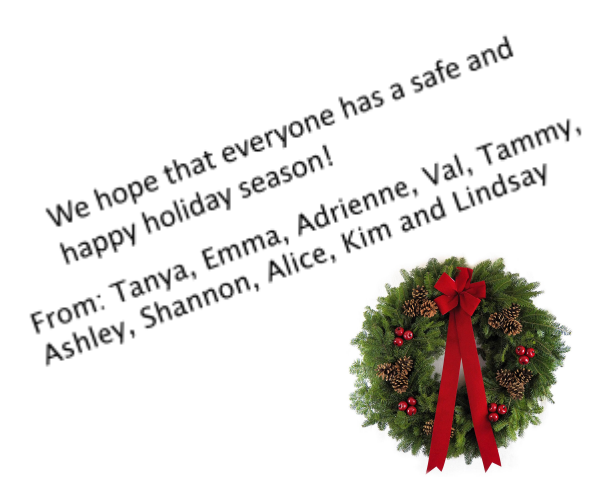 We hope that everyone has a safe and
happy holiday season!
From: Tanya, Emma, Adrienne, Val, Tammy,
Ashley, Shannon, Alice, Kim and Lindsay